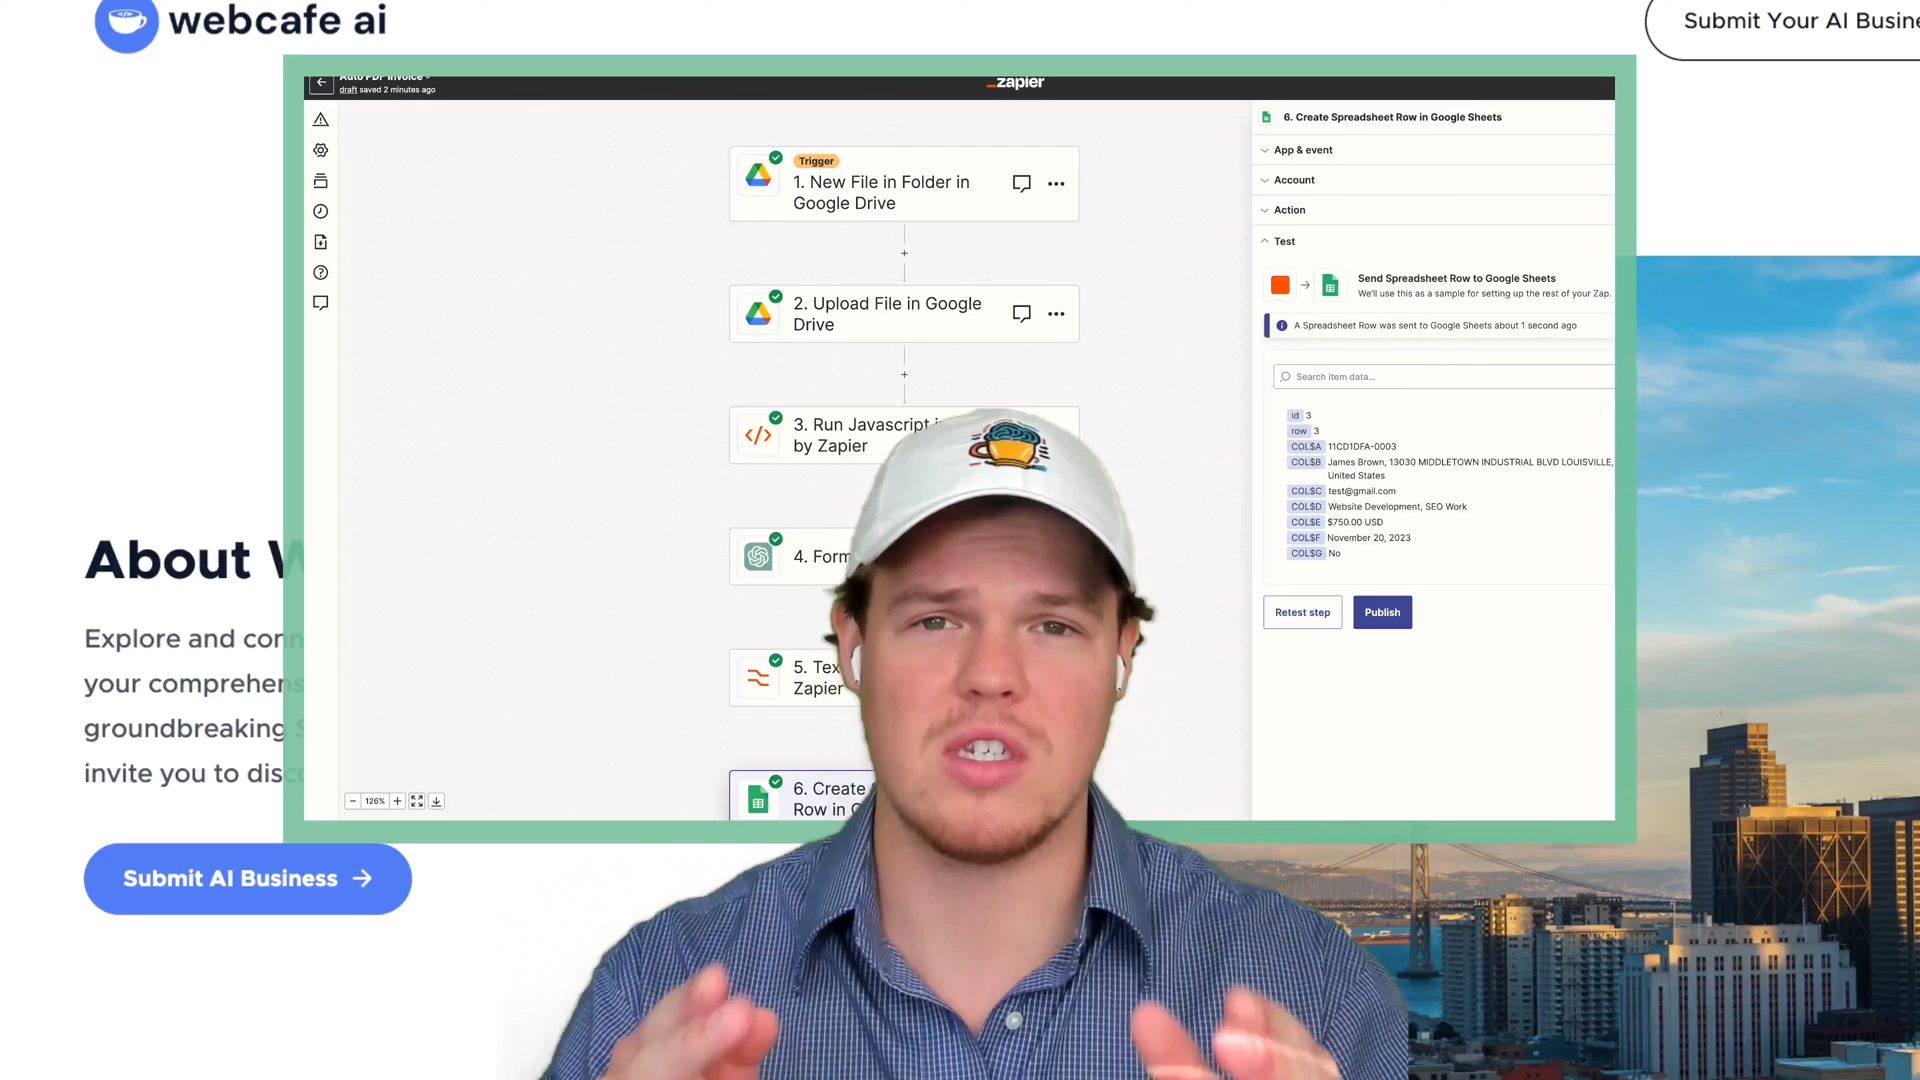 webcafe ai
Submit Your AI
Auto PDF Invoice
draft saved 2 minutes ago
zapier
Trigger
1. New File in Folder in
Google Drive
2. Upload File in Google
Drive
3. Run Javascript
by Zapier
4.
5.
Zapier
6. Create
Row in
126%
6. Create Spreadsheet Row in Google Sheets
App & event
Account
Action
Test
Send Spreadsheet Row to Google Sheets
We'll use this as a sample for setting up the rest of your Zap.
A Spreadsheet Row was sent to Google Sheets about 1 second ago
Search item data...
id 3
row 3
COL$A 11CD1DFA-0003
COL$B James Brown, 13030 MIDDLETOWN INDUSTRIAL BLVD LOUISVILLE,
United States
COL$C test@gmail.com
COL$D Website Development, SEO Work
COL$E $750.00 USD
COL$F November 20, 2023
COL$G No
Retest step
Publish
About
Explore and
your
groundbreaking
invite you to
Submit AI Business →